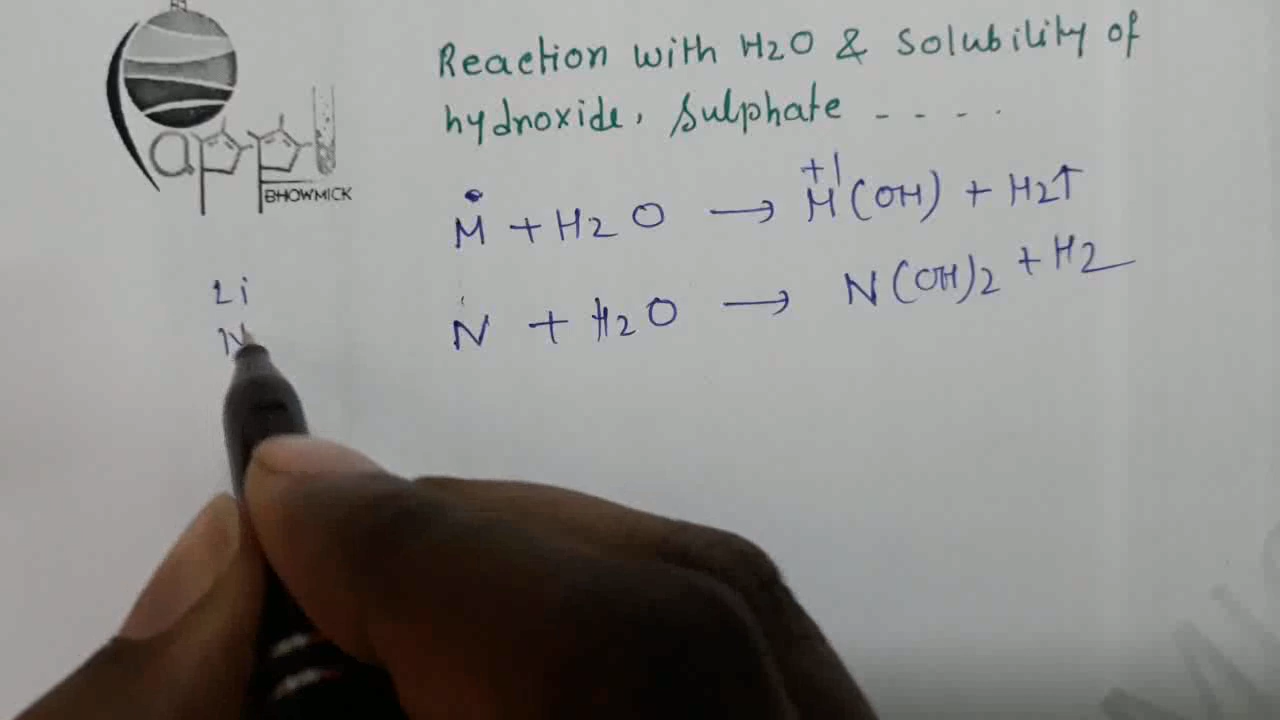 Reaction with H2O & solubility of
hydroxide, sulphate - - - -
BHOWMICK
M + H2O → M(OH) + H2↑
+1
Li
N + H2O → N(OH)2 + H2
N